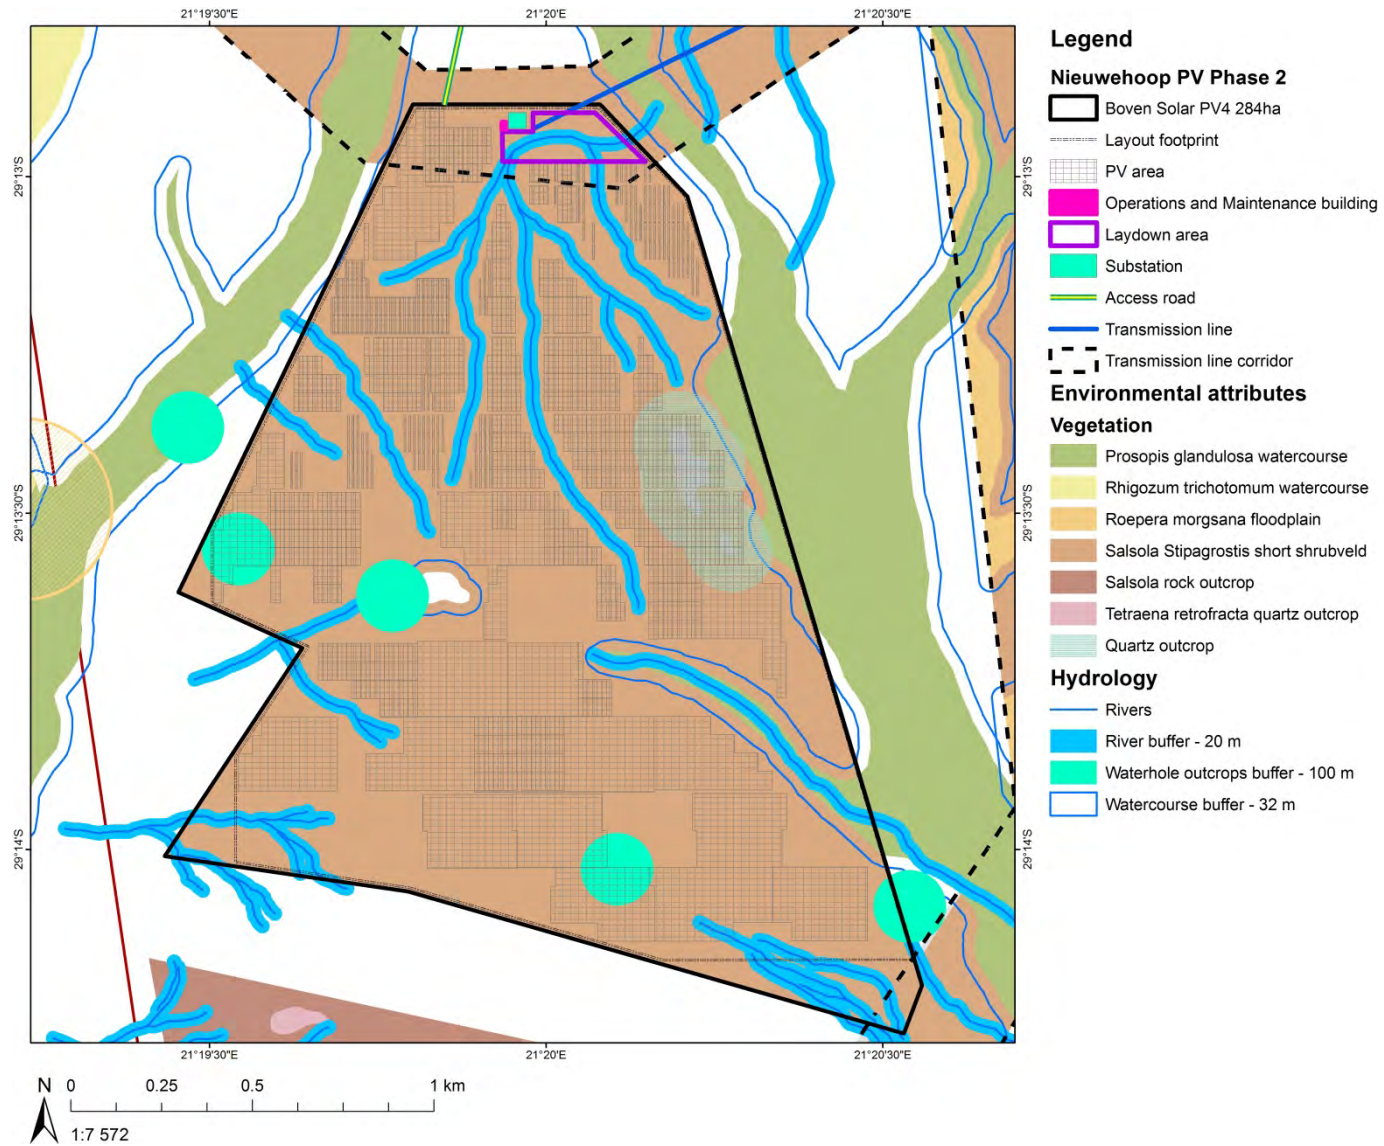 21°19'30"E 21°20'E 21°20'30"E
29°13'S 29°13'S
29°13'30"S 29°13'30"S
29°14'S 29°14'S
21°19'30"E 21°20'E 21°20'30"E
N 0 0.25 0.5 1 km
1:7 572
Legend
Nieuwehoop PV Phase 2
Boven Solar PV4 284ha
Layout footprint
PV area
Operations and Maintenance building
Laydown area
Substation
Access road
Transmission line
Transmission line corridor
Environmental attributes
Vegetation
Prosopis glandulosa watercourse
Rhigozum trichotomum watercourse
Roepera morgsana floodplain
Salsola Stipagrostis short shrubveld
Salsola rock outcrop
Tetraena retrofracta quartz outcrop
Quartz outcrop
Hydrology
Rivers
River buffer - 20 m
Waterhole outcrops buffer - 100 m
Watercourse buffer - 32 m